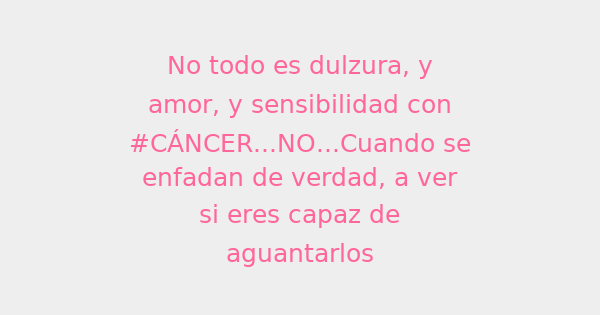 No todo es dulzura, y
amor, y sensibilidad con
#CÁNCER...NO...Cuando se
enfadan de verdad, a ver
si eres capaz de
aguantarlos